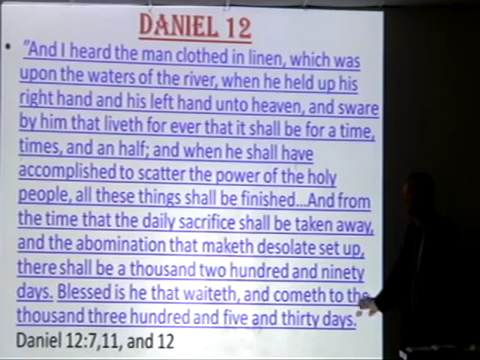 DANIEL 12
• "And I heard the man clothed in linen, which was
upon the waters of the river, when he held up his
right hand and his left hand unto heaven, and sware
by him that liveth for ever that it shall be for a time,
times, and an half; and when he shall have
accomplished to scatter the power of the holy
people, all these things shall be finished...And from
the time that the daily sacrifice shall be taken away,
and the abomination that maketh desolate set up,
there shall be a thousand two hundred and ninety
days. Blessed is he that waiteth, and cometh to the
thousand three hundred and five and thirty days.
Daniel 12:7,11, and 12